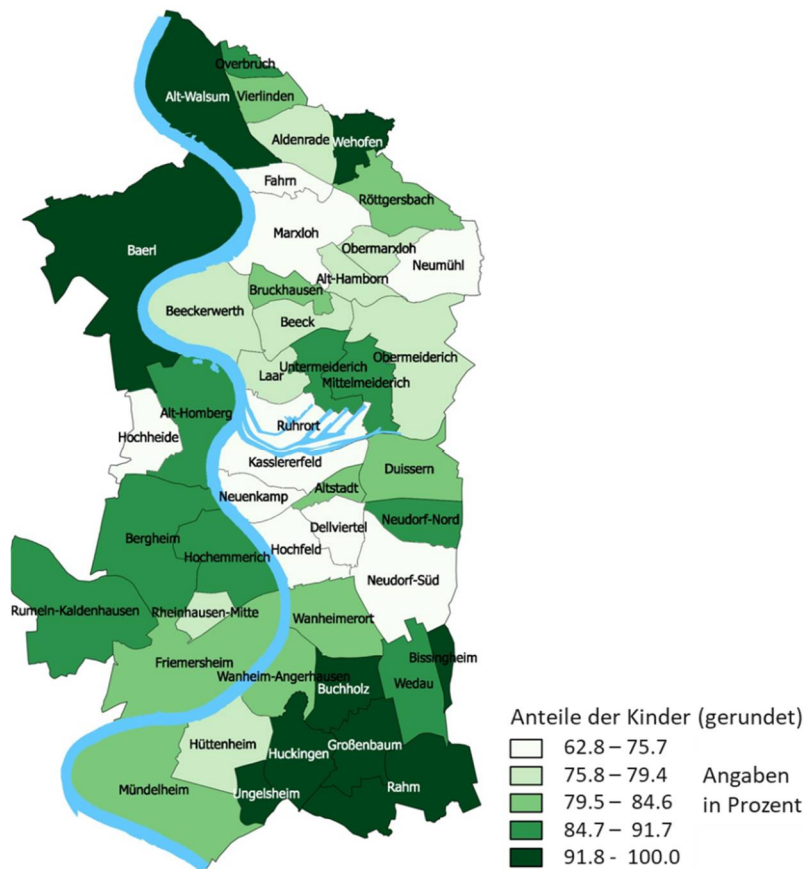 Overbruch
Alt-Walsum
Vierlinden
Aldenrade
Wehofen
Fahrn
Röttgersbach
Marxloh
Obermarxloh
Baerl
Neumühl
Alt-Hamborn
Bruckhausen
Beeckerwerth
Beeck
Obermeiderich
Untermeiderich
Laar
Mittelmeiderich
Alt-Homberg
Ruhrort
Hochheide
Kasslererfeld
Duissern
Altstadt
Neuenkamp
Neudorf-Nord
Dellviertel
Bergheim
Hochfeld
Hochemmerich
Neudorf-Süd
Rumeln-Kaldenhausen
Rheinhausen-Mitte
Wanheimerort
Bissingheim
Friemersheim
Wanheim-Angerhausen
Wedau
Buchholz
Hüttenheim
Großenbaum
Huckingen
Mündelheim
Ungelsheim
Rahm
Anteile der Kinder (gerundet)
62.8 – 75.7
75.8 – 79.4
79.5 – 84.6
84.7 – 91.7
91.8 - 100.0
Angaben
in Prozent